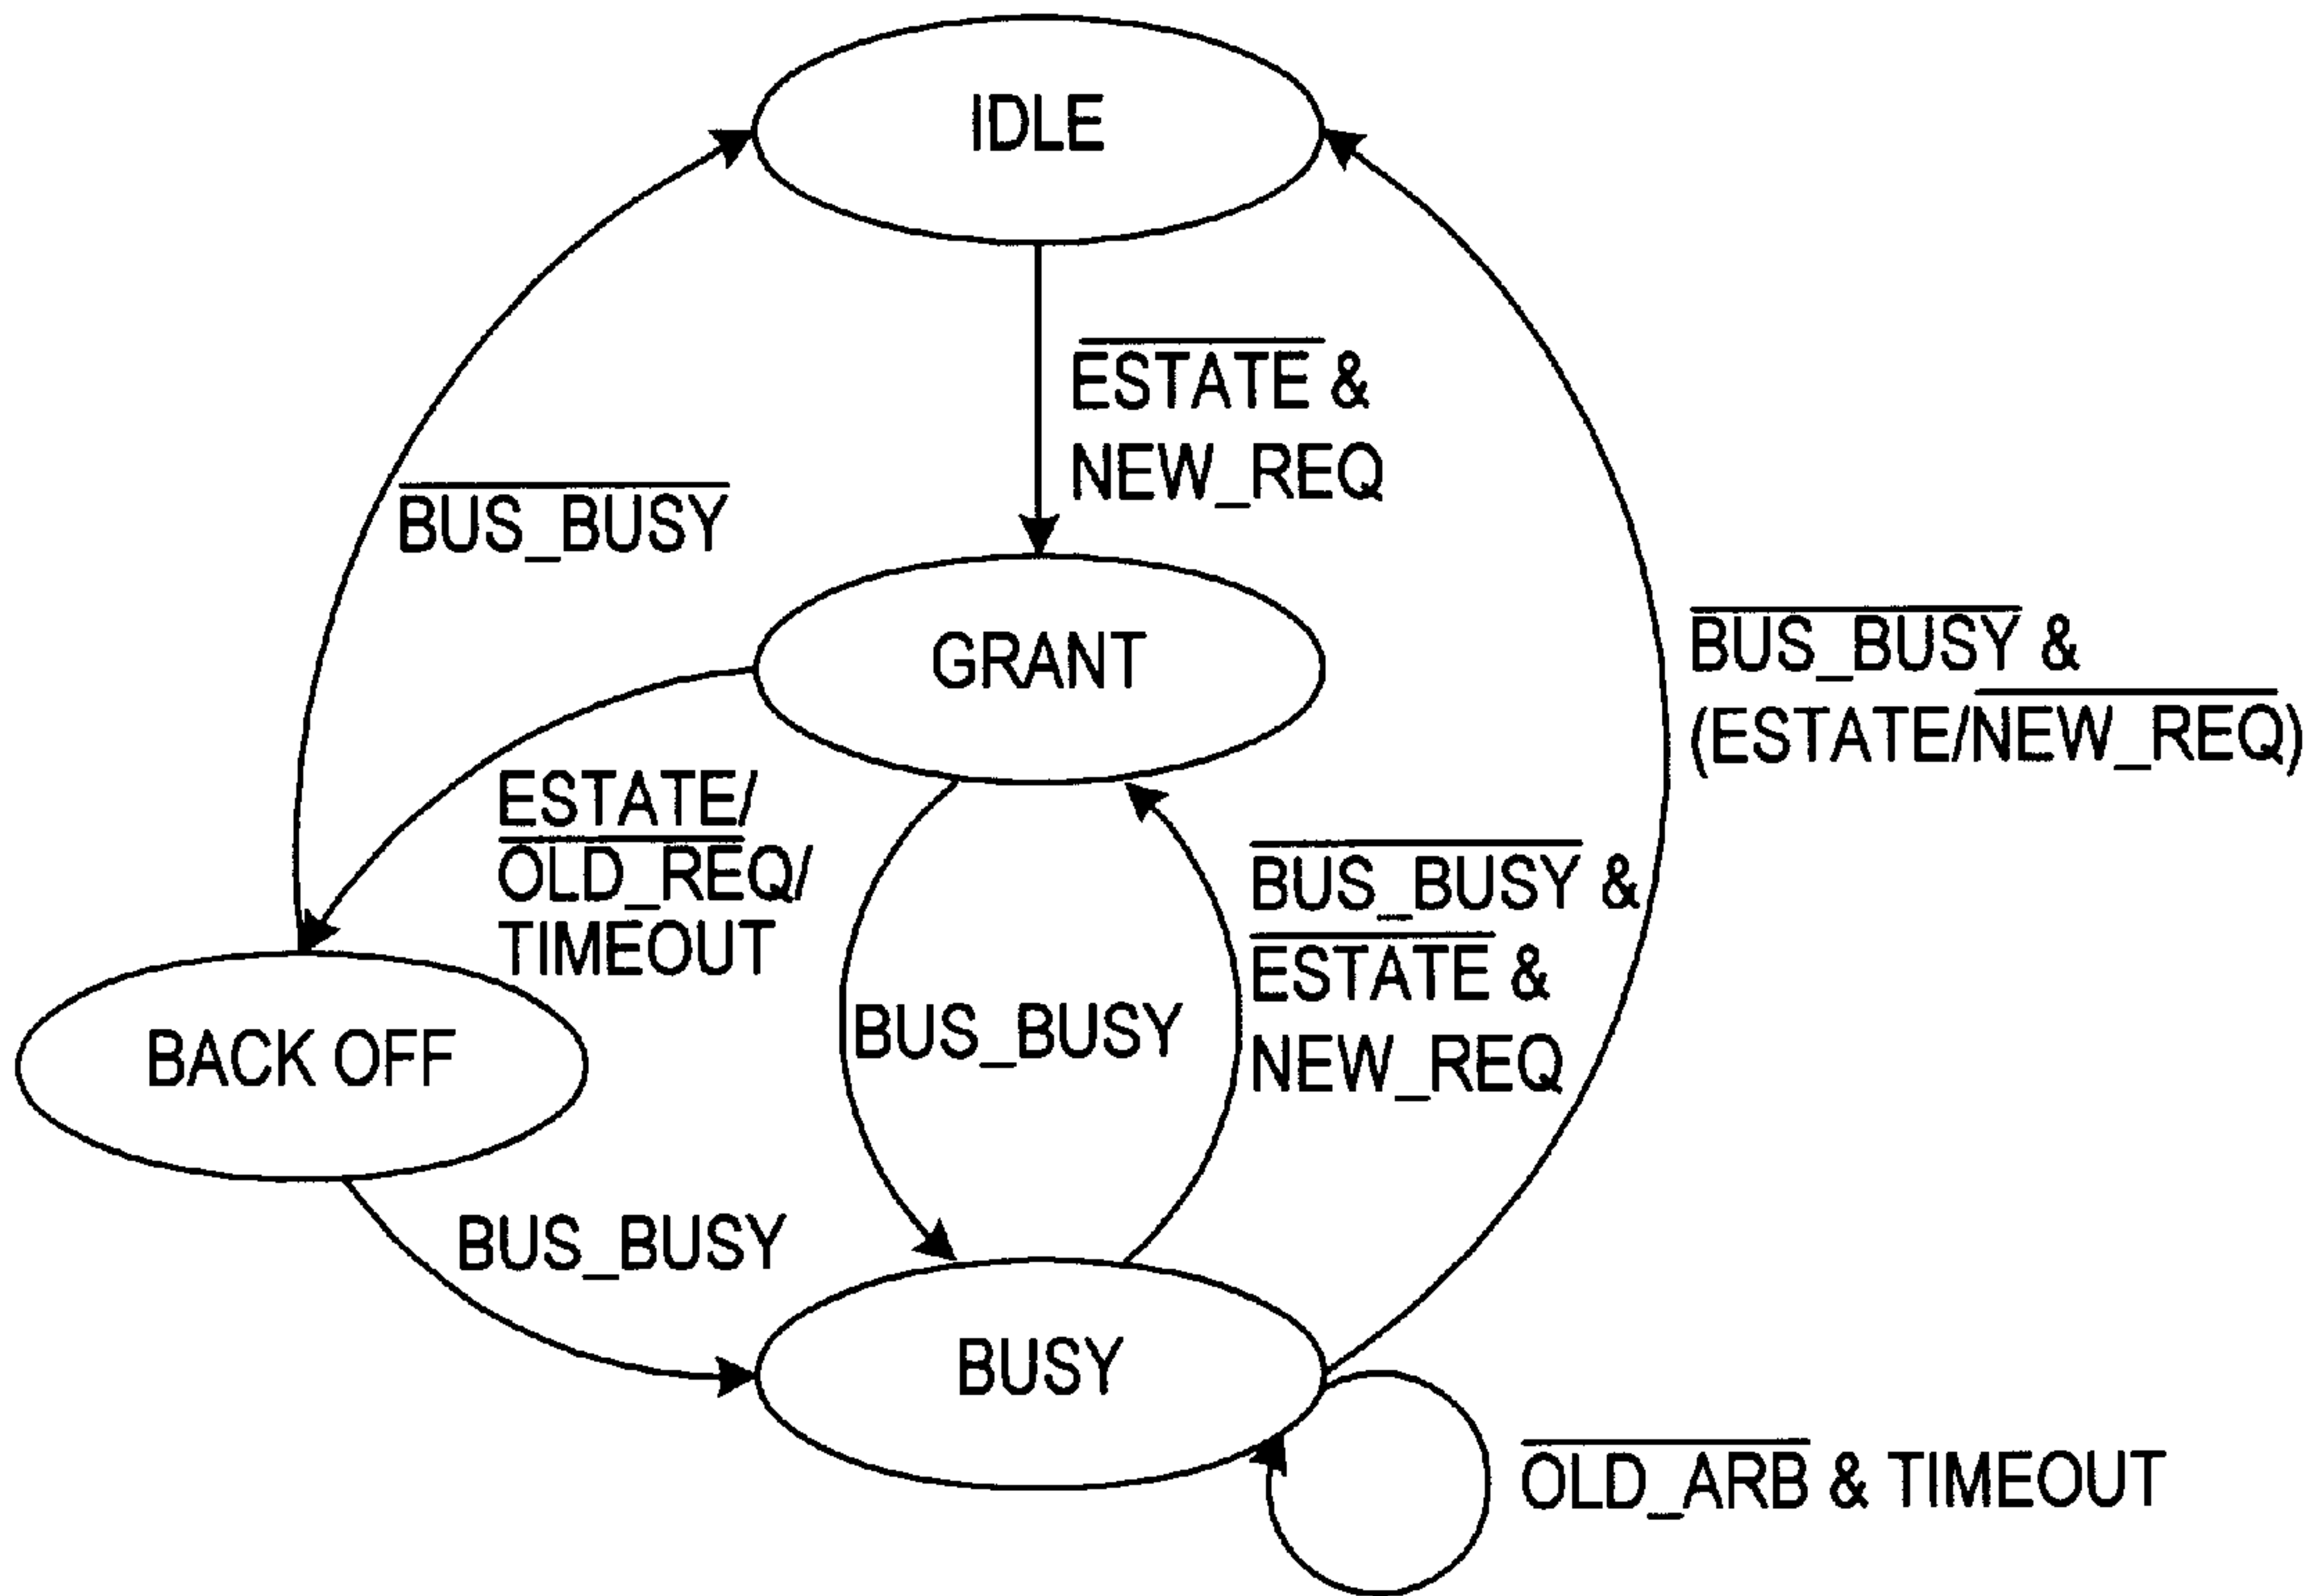 IDLE
ESTATE &
NEW_REQ
BUS_BUSY
GRANT
BUS_BUSY &
(ESTATE/NEW_REQ)
ESTATE/
OLD_REQ/
TIMEOUT
BUS_BUSY &
ESTATE &
NEW_REQ
BUS_BUSY
BACK OFF
BUS_BUSY
BUSY
OLD_ARB & TIMEOUT